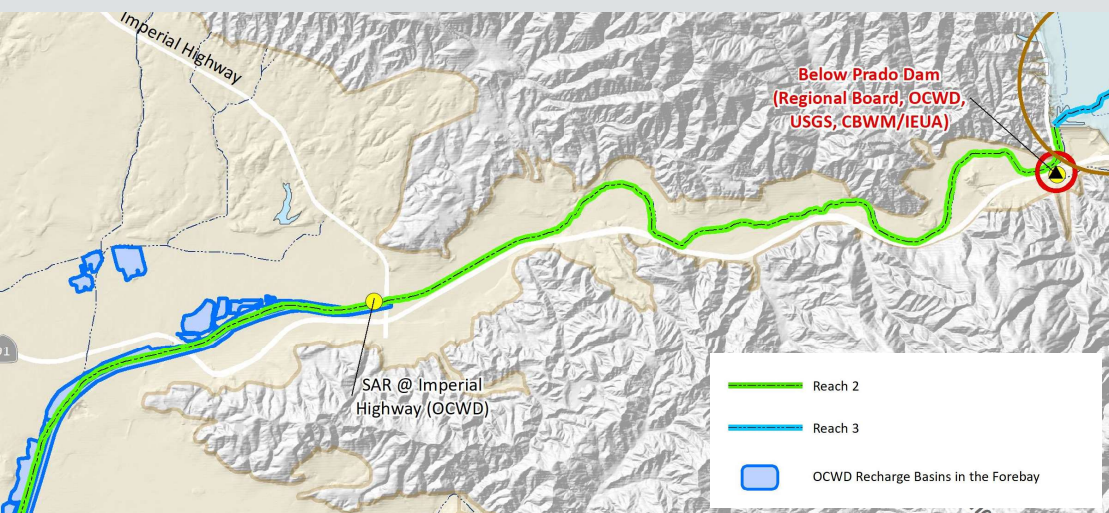 Imperial Highway
Below Prado Dam
(Regional Board, OCWD,
USGS, CBWM/IEUA)
SAR @ Imperial
Highway (OCWD)
Reach 2
Reach 3
OCWD Recharge Basins in the Forebay